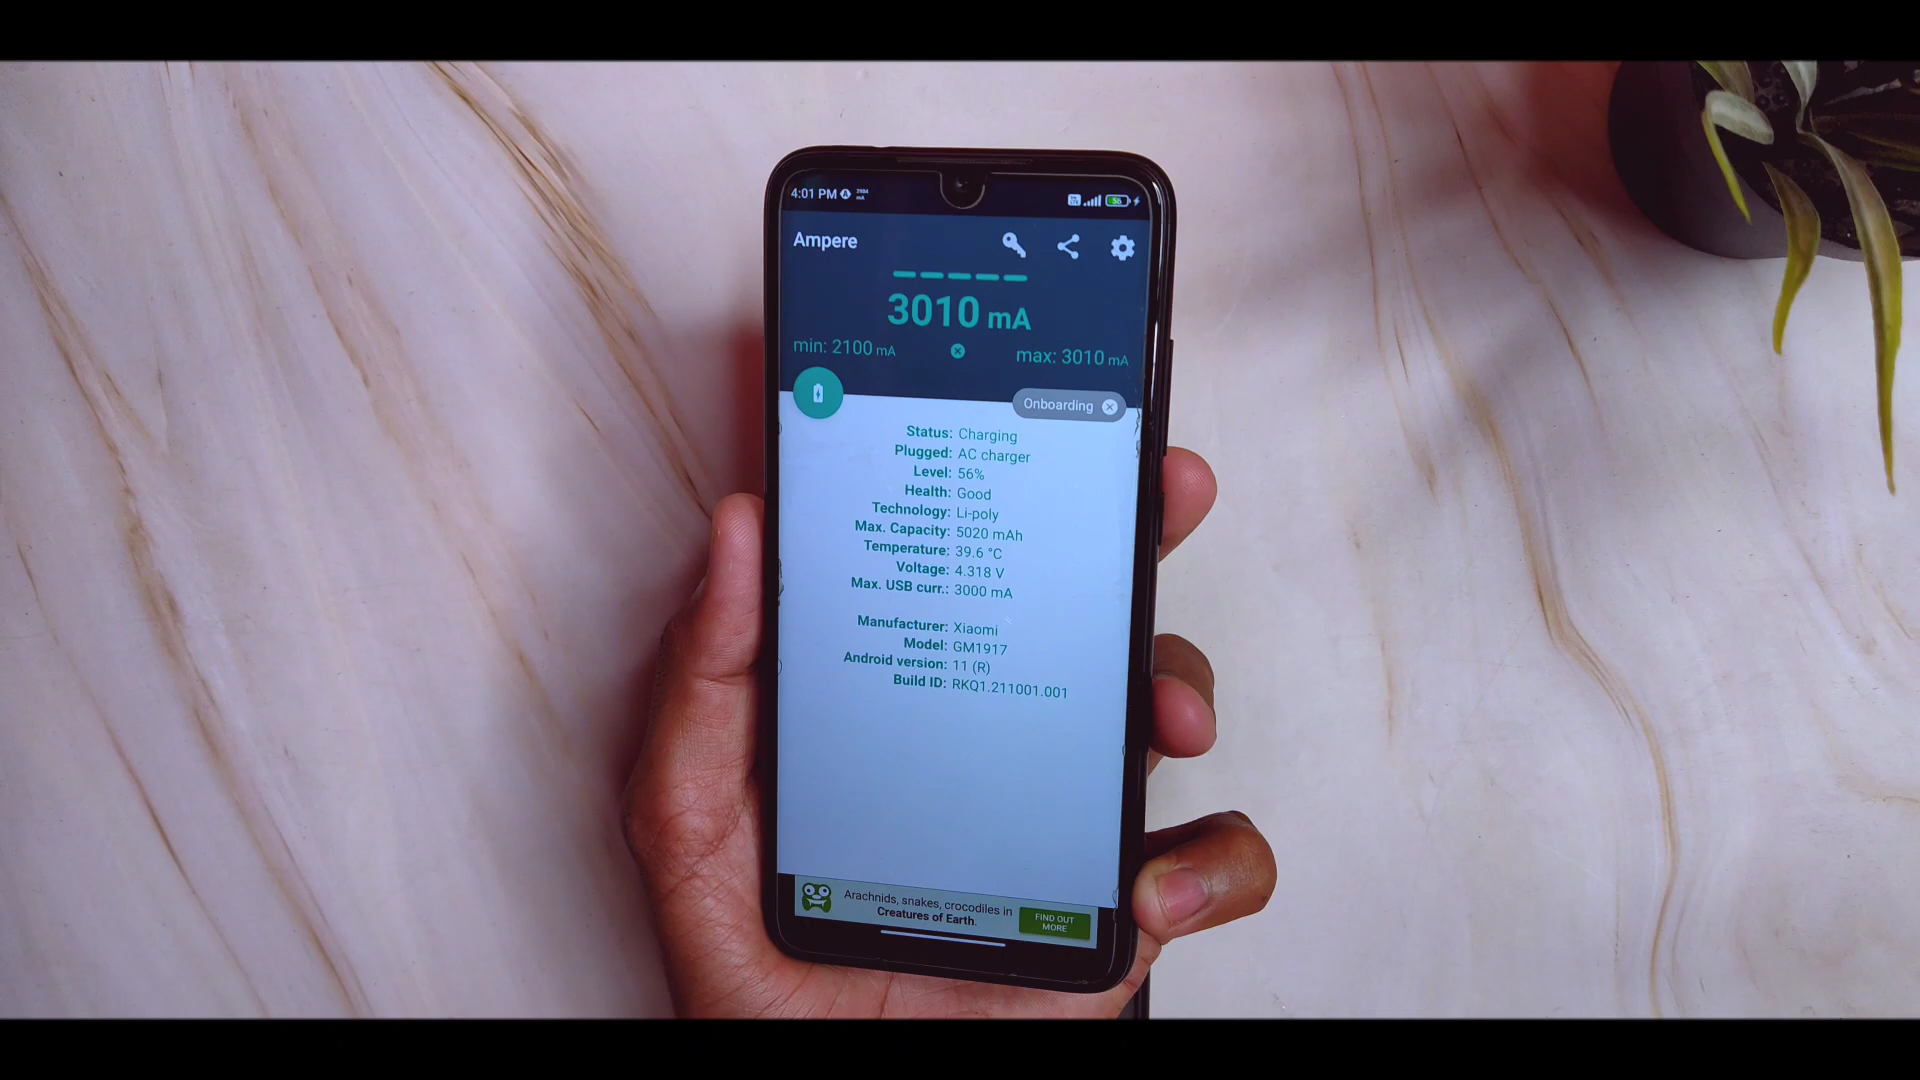 4:01 PM
56
Ampere
3010 mA
min: 2100 mA
max: 3010 mA
Onboarding
Status: Charging
Plugged: AC charger
Level: 56%
Health: Good
Technology: Li-poly
Max. Capacity: 5020 mAh
Temperature: 39.6 °C
Voltage: 4.318 V
Max. USB curr.: 3000 mA
Manufacturer: Xiaomi
Model: GM1917
Android version: 11 (R)
Build ID: RKQ1.211001.001
Arachnids, snakes, crocodiles in
Creatures of Earth.
FIND OUT
MORE